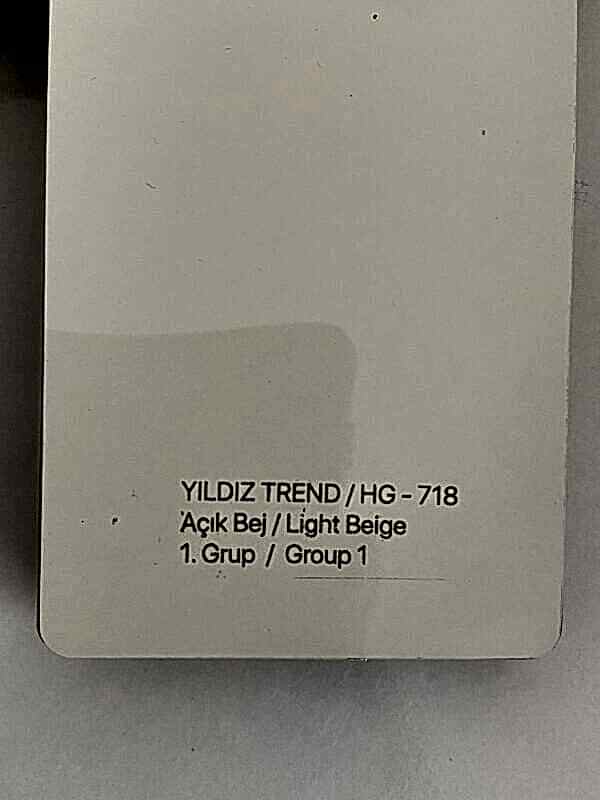 YILDIZ TREND / HG - 718
Açık Bej / Light Beige
1. Grup / Group 1